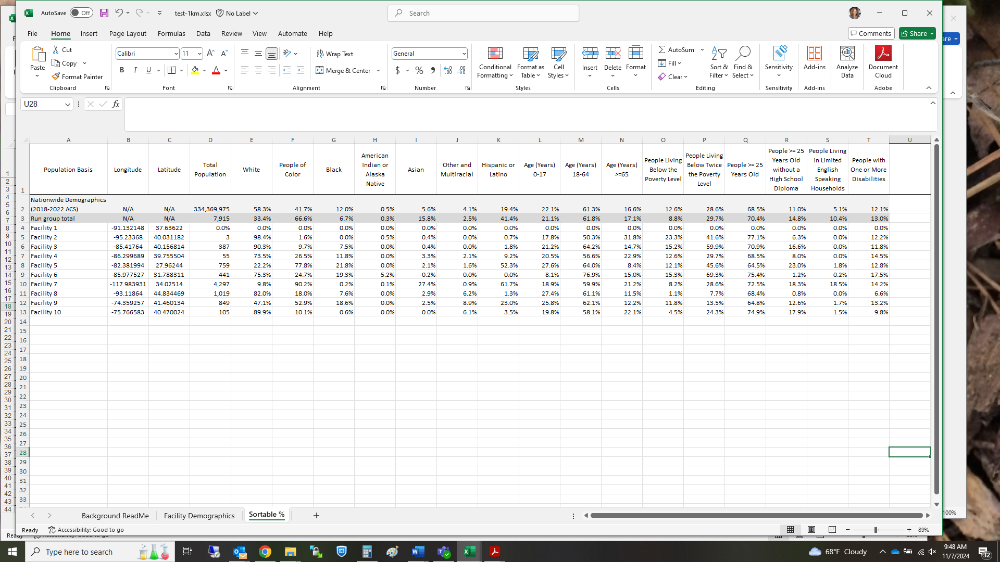 AutoSave Off test-1km.xlsx No Label Search
File Home Insert Page Layout Formulas Data Review View Automate Help Comments Share
Paste Cut Copy Format Painter Clipboard
Calibri 11 Font
Wrap Text Merge & Center Alignment
General Number
Conditional Formatting Format as Table Cell Styles Styles
Insert Delete Format Cells
AutoSum Fill Clear Sort & Filter Find & Select Editing
Sensitivity Sensitivity
Add-ins Add-ins
Analyze Data
Document Cloud Adobe
U28 fx
A B C D E F G H I J K L M N O P Q R S T U
1 Population Basis Longitude Latitude Total Population White People of Color Black American Indian or Alaska Native Asian Other and Multiracial Hispanic or Latino Age (Years) 0-17 Age (Years) 18-64 Age (Years) >=65 People Living Below the Poverty Level People Living Below Twice the Poverty Level People >= 25 Years Old People >= 25 Years Old without a High School Diploma People Living in Limited English Speaking Households People with One or More Disabilities
2 Nationwide Demographics (2018-2022 ACS) N/A N/A 334,369,975 58.3% 41.7% 12.0% 0.5% 5.6% 4.1% 19.4% 22.1% 61.3% 16.6% 12.6% 28.6% 68.5% 11.0% 5.1% 12.1%
3 Run group total N/A N/A 7,915 33.4% 66.6% 6.7% 0.3% 15.8% 2.5% 41.4% 21.1% 61.8% 17.1% 8.8% 29.7% 70.4% 14.8% 10.4% 13.0%
4 Facility 1 -91.132148 37.63622 0.0% 0.0% 0.0% 0.0% 0.0% 0.0% 0.0% 0.0% 0.0% 0.0% 0.0% 0.0% 0.0% 0.0% 0.0% 0.0% 0.0%
5 Facility 2 -95.23368 40.031182 3 98.4% 1.6% 0.0% 0.5% 0.4% 0.0% 0.7% 17.8% 50.3% 31.8% 23.3% 41.6% 77.1% 6.3% 0.0% 12.2%
6 Facility 3 -85.41764 40.156814 387 90.3% 9.7% 7.5% 0.0% 0.4% 0.0% 1.8% 21.2% 64.2% 14.7% 15.2% 59.9% 70.9% 16.6% 0.0% 11.8%
7 Facility 4 -86.299689 39.755504 55 73.5% 26.5% 11.8% 0.0% 3.3% 2.1% 9.2% 20.5% 56.6% 22.9% 12.6% 29.7% 68.5% 8.0% 0.0% 14.5%
8 Facility 5 -82.381994 27.96244 759 22.2% 77.8% 21.8% 0.0% 2.1% 1.6% 52.3% 27.6% 64.0% 8.4% 12.1% 45.6% 64.5% 23.0% 1.8% 12.8%
9 Facility 6 -85.977527 31.788311 441 75.3% 24.7% 19.3% 5.2% 0.2% 0.0% 0.0% 8.1% 76.9% 15.0% 15.3% 69.3% 75.4% 1.2% 0.2% 17.5%
10 Facility 7 -117.983931 34.02514 4,297 9.8% 90.2% 0.2% 0.1% 27.4% 0.9% 61.7% 18.9% 59.9% 21.2% 8.2% 28.6% 72.5% 18.3% 18.5% 14.2%
11 Facility 8 -93.11864 44.834469 1,019 82.0% 18.0% 7.6% 0.0% 2.9% 6.2% 1.3% 27.4% 61.1% 11.5% 1.1% 7.7% 68.4% 0.8% 0.0% 6.6%
12 Facility 9 -74.359257 41.460134 849 47.1% 52.9% 18.6% 0.0% 2.5% 8.9% 23.0% 25.8% 62.1% 12.2% 11.8% 13.5% 64.8% 12.6% 1.7% 13.2%
13 Facility 10 -75.766583 40.470024 105 89.9% 10.1% 0.6% 0.0% 0.0% 6.1% 3.5% 19.8% 58.1% 22.1% 4.5% 24.3% 74.9% 17.9% 1.5% 9.8%
14
15
16
17
18
19
20
21
22
23
24
25
26
27
28
29
30
31
32
33
Background ReadMe Facility Demographics Sortable %
Ready Accessibility: Good to go 89%
100%
Type here to search 68°F Cloudy 9:48 AM
11/7/2024 32